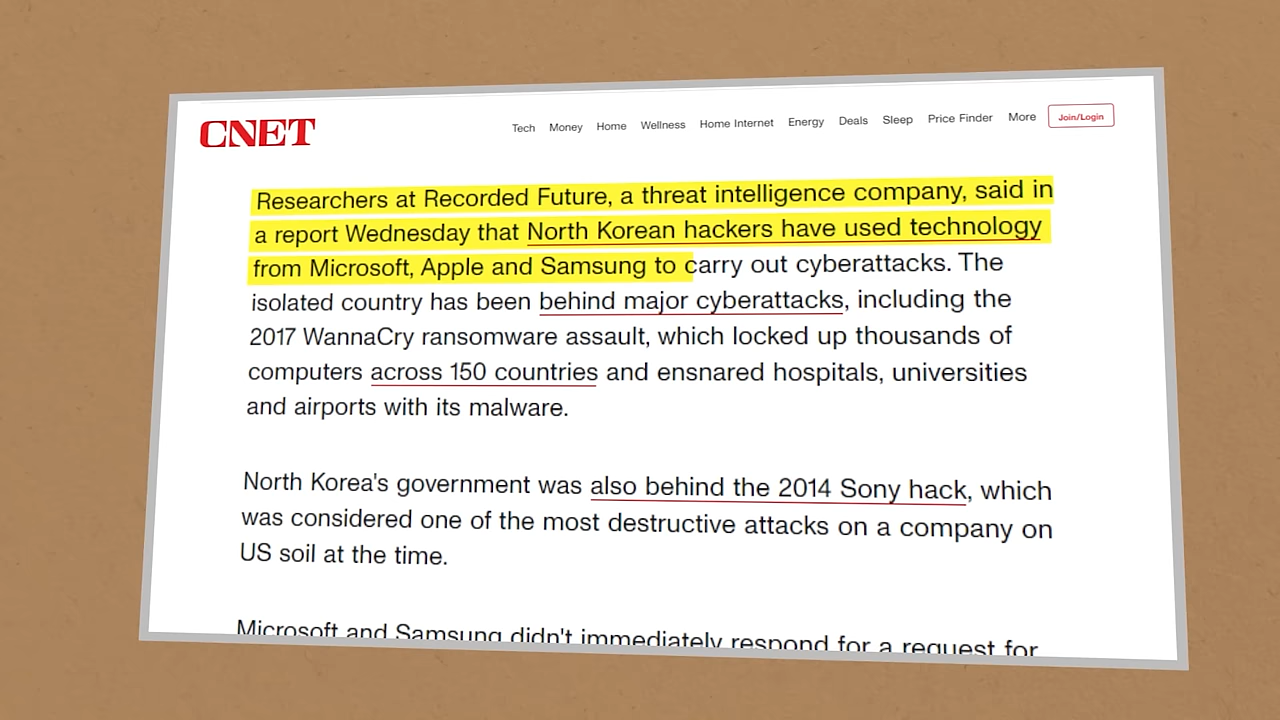 CNET
Tech Money Home Wellness Home Internet Energy Deals Sleep Price Finder More Join/Login
Researchers at Recorded Future, a threat intelligence company, said in
a report Wednesday that North Korean hackers have used technology
from Microsoft, Apple and Samsung to carry out cyberattacks. The
isolated country has been behind major cyberattacks, including the
2017 WannaCry ransomware assault, which locked up thousands of
computers across 150 countries and ensnared hospitals, universities
and airports with its malware.
North Korea's government was also behind the 2014 Sony hack, which
was considered one of the most destructive attacks on a company on
US soil at the time.
Microsoft and Samsung didn't immediately respond for a request for